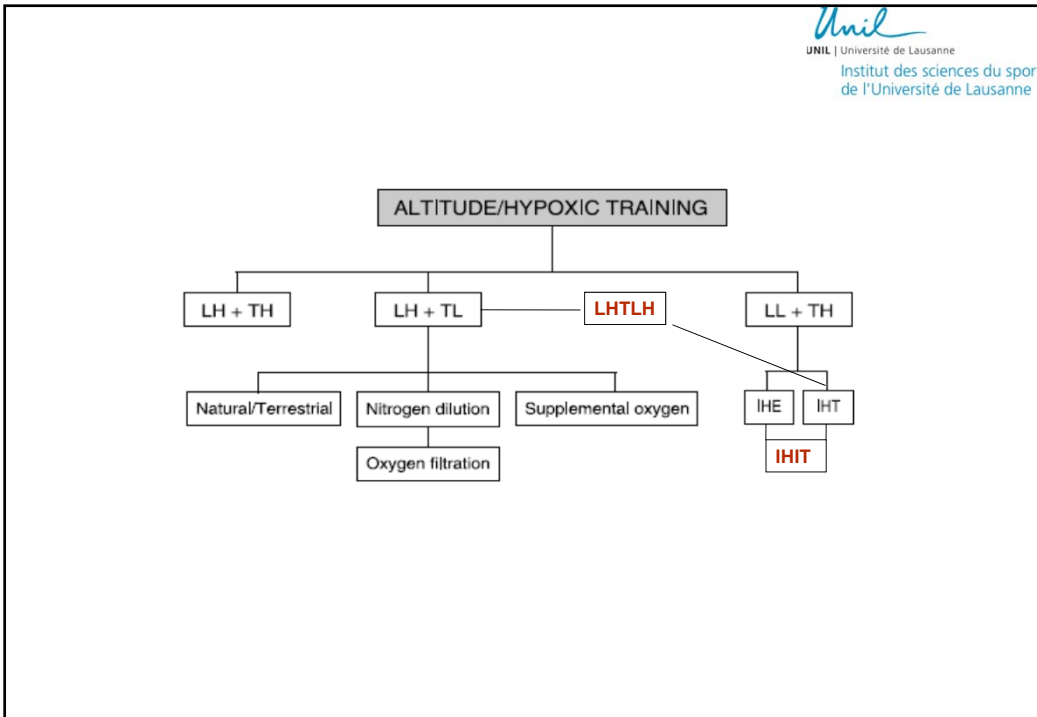 Unil
UNIL | Université de Lausanne
Institut des sciences du spor
de l'Université de Lausanne
ALTITUDE/HYPOXIC TRAINING
LH + TH
LH + TL
LHTLH
LL + TH
Natural/Terrestrial
Nitrogen dilution
Supplemental oxygen
IHE
IHT
Oxygen filtration
IHIT